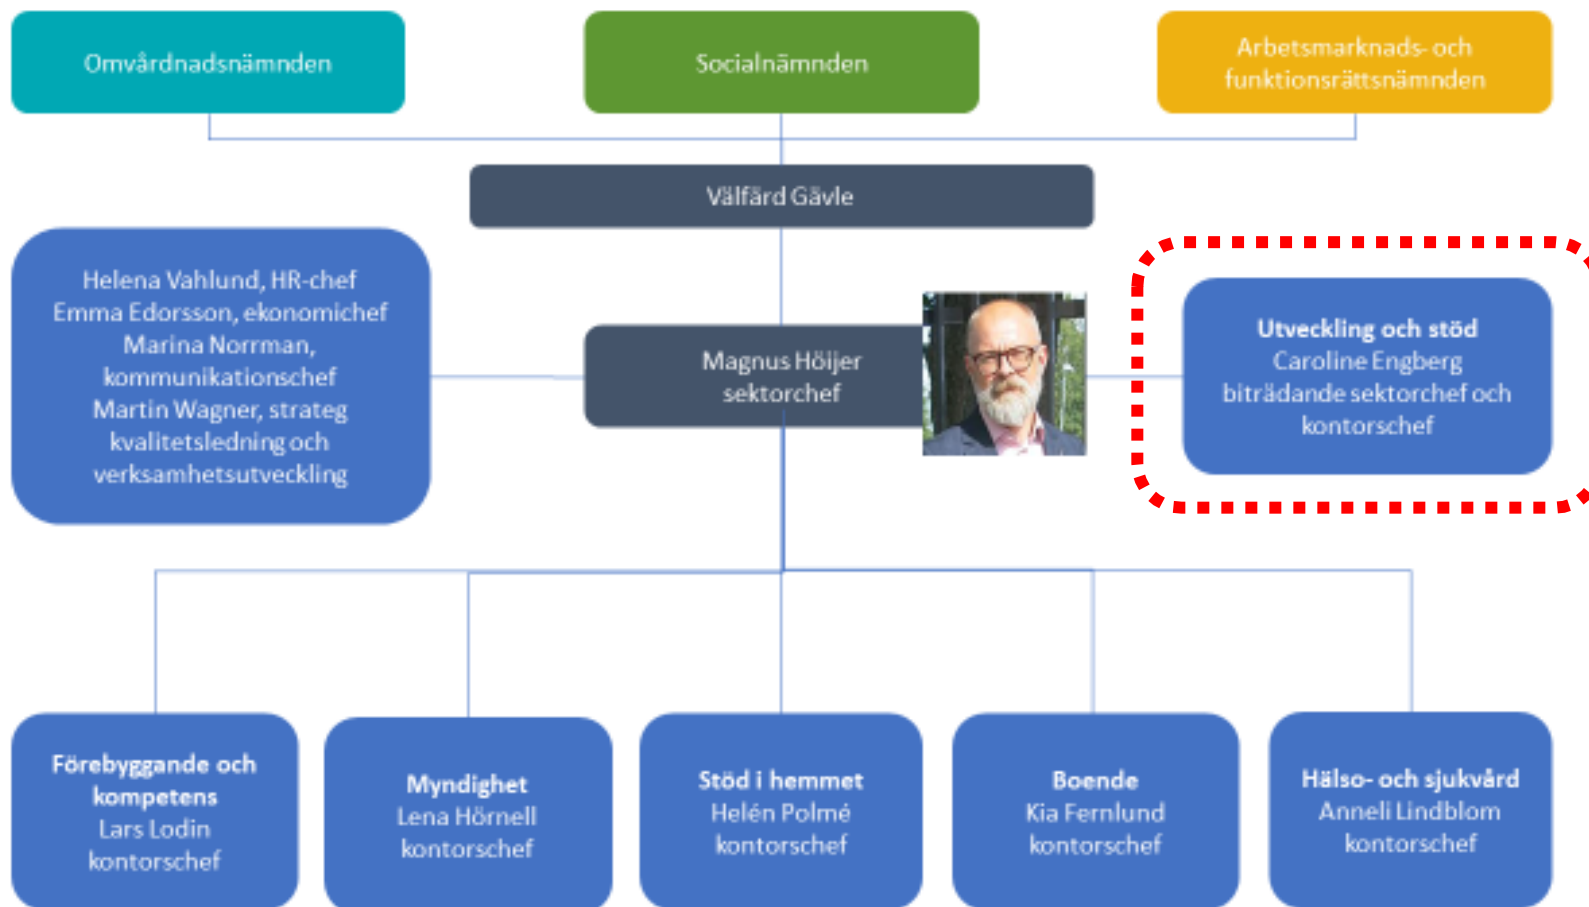 Omvårdnadsnämnden
Socialnämnden
Arbetsmarknads- och
funktionsrättsnämnden
Välfärd Gävle
Helena Vahlund, HR-chef
Emma Edorsson, ekonomichef
Marina Norrman,
kommunikationschef
Martin Wagner, strateg
kvalitetsledning och
verksamhetsutveckling
Magnus Höijer
sektorchef
Utveckling och stöd
Caroline Engberg
biträdande sektorchef och
kontorschef
Förebyggande och
kompetens
Lars Lodin
kontorschef
Myndighet
Lena Hörnell
kontorschef
Stöd i hemmet
Helén Polmé
kontorschef
Boende
Kia Fernlund
kontorschef
Hälso- och sjukvård
Anneli Lindblom
kontorschef